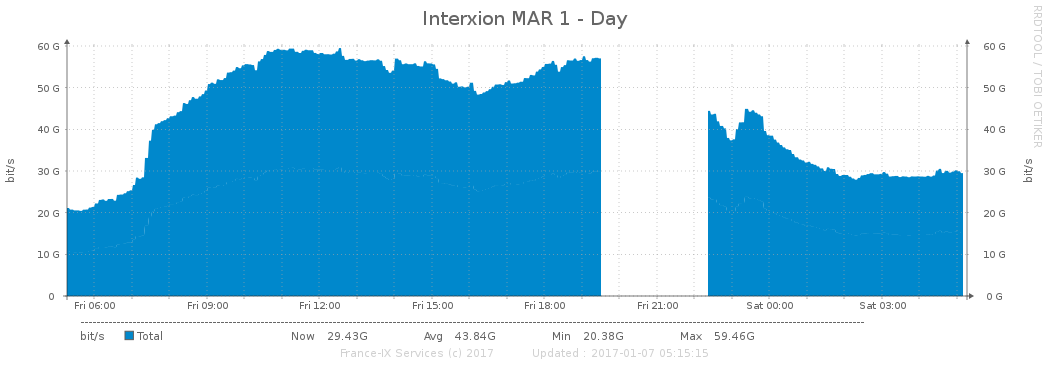 Interxion MAR 1 - Day
RRDTOOL / TOBI OETIKER
60 G 60 G
50 G 50 G
40 G 40 G
30 G 30 G
20 G 20 G
10 G 10 G
0 0 G
bit/s
bit/s
Fri 06:00 Fri 09:00 Fri 12:00 Fri 15:00 Fri 18:00 Fri 21:00 Sat 00:00 Sat 03:00
bit/s Total Now 29.43G Avg 43.84G Min 20.38G Max 59.46G
France-IX Services (c) 2017 Updated : 2017-01-07 05:15:15